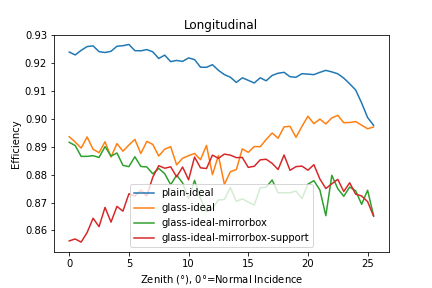 Longitudinal
0.93
0.92
0.91
0.90
0.89
0.88
0.87
0.86
Efficiency
plain-ideal
glass-ideal
glass-ideal-mirrorbox
glass-ideal-mirrorbox-support
0
5
10
15
20
25
Zenith (°), 0°=Normal Incidence